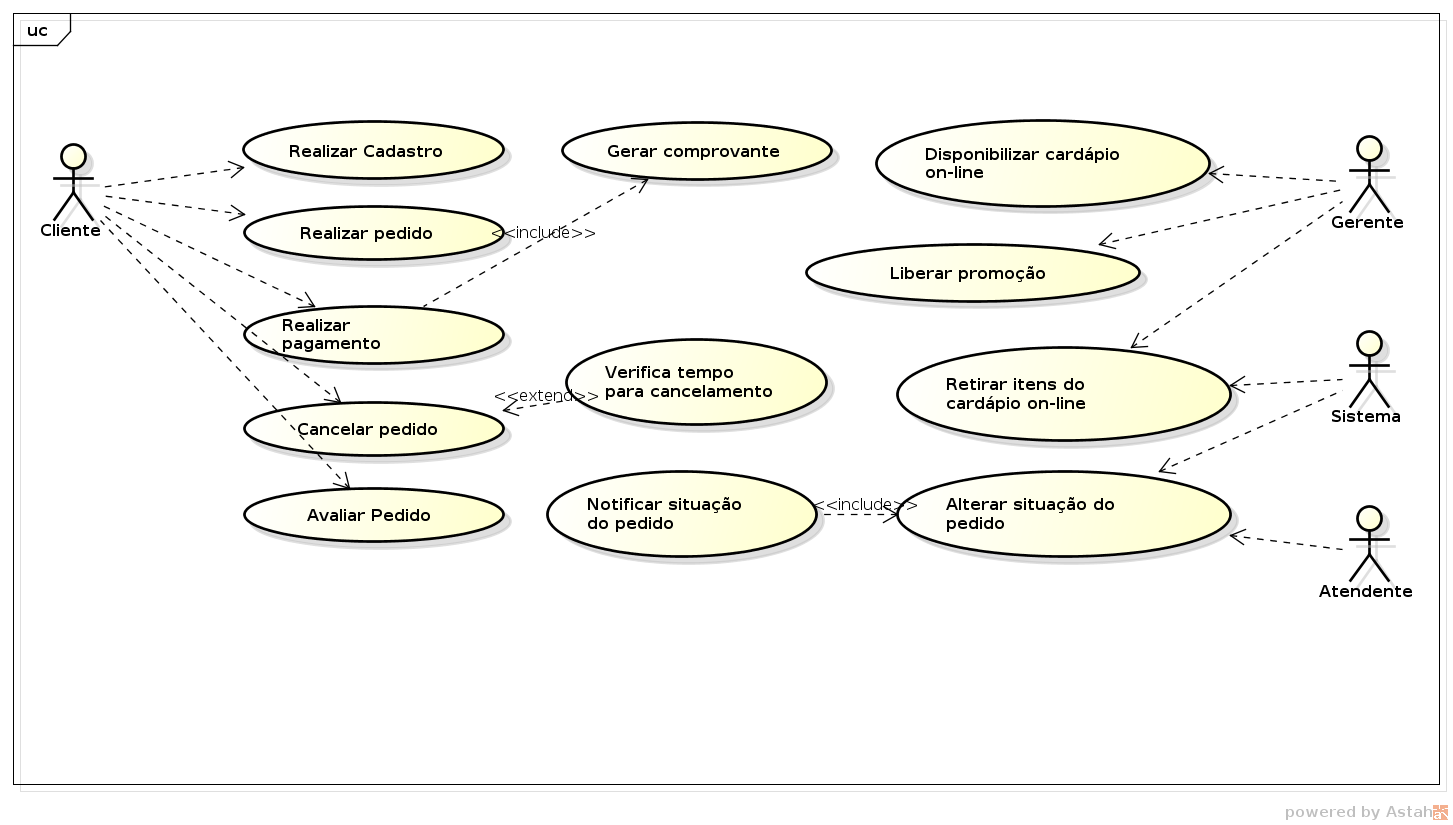 uc
Cliente
Realizar Cadastro
Realizar pedido
Realizar
pagamento
Cancelar pedido
Avaliar Pedido
Gerar comprovante
<<include>>
<<extend>>
Verifica tempo
para cancelamento
Notificar situação
do pedido
<<include>>
Disponibilizar cardápio
on-line
Liberar promoção
Retirar itens do
cardápio on-line
Alterar situação do
pedido
Gerente
Sistema
Atendente
powered by Astah